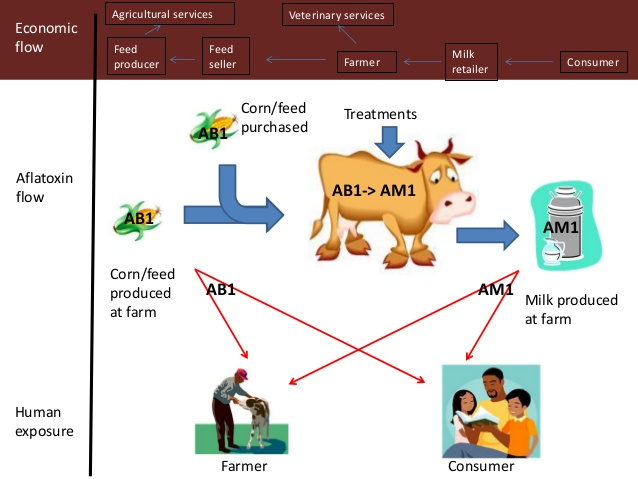 Economic
flow
Agricultural services
Veterinary services
Feed
producer
Feed
seller
Farmer
Milk
retailer
Consumer
Aflatoxin
flow
Corn/feed
purchased
AB1
Treatments
AB1
AB1-> AM1
AM1
Corn/feed
produced
at farm
AB1
AM1
Milk produced
at farm
Human
exposure
Farmer
Consumer